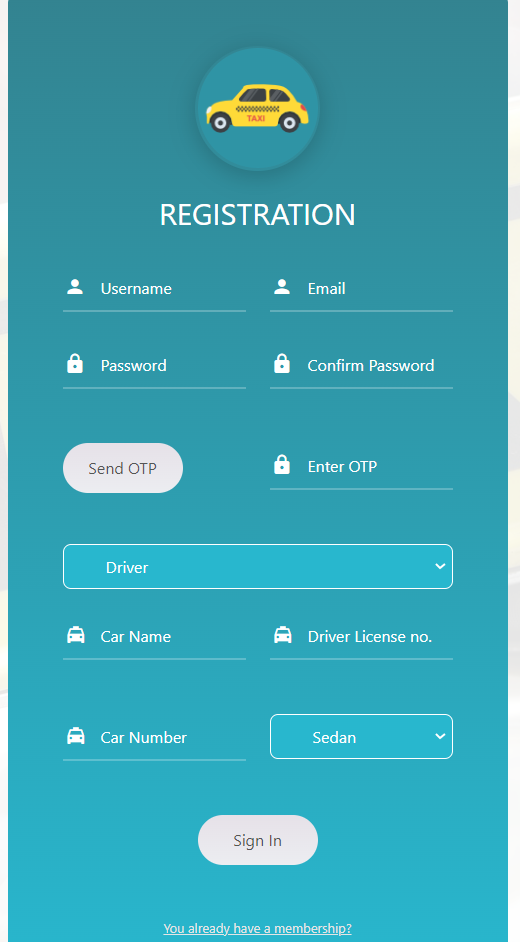 TAXI
REGISTRATION
Username Email
Password Confirm Password
Send OTP Enter OTP
Driver
Car Name Driver License no.
Car Number Sedan
Sign In
You already have a membership?